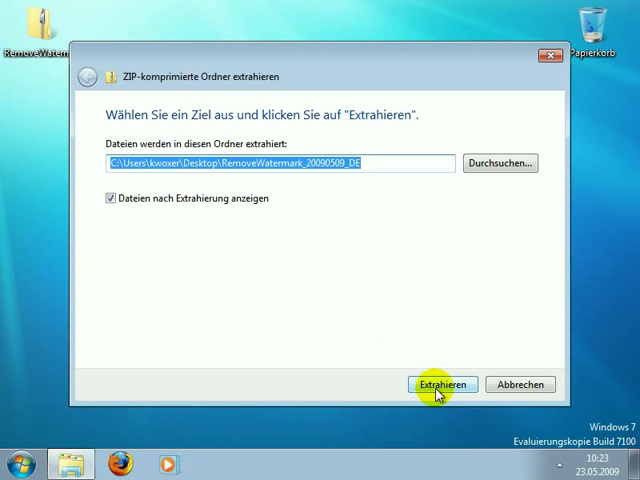 RemoveWaterm
Papierkorb
ZIP-komprimierte Ordner extrahieren
Wählen Sie ein Ziel aus und klicken Sie auf "Extrahieren".
Dateien werden in diesen Ordner extrahiert:
C:\Users\kwoxer\Desktop\RemoveWatermark_20090509_DE
Durchsuchen...
Dateien nach Extrahierung anzeigen
Extrahieren
Abbrechen
Windows 7
Evaluierungskopie Build 7100
10:23
23.05.2009